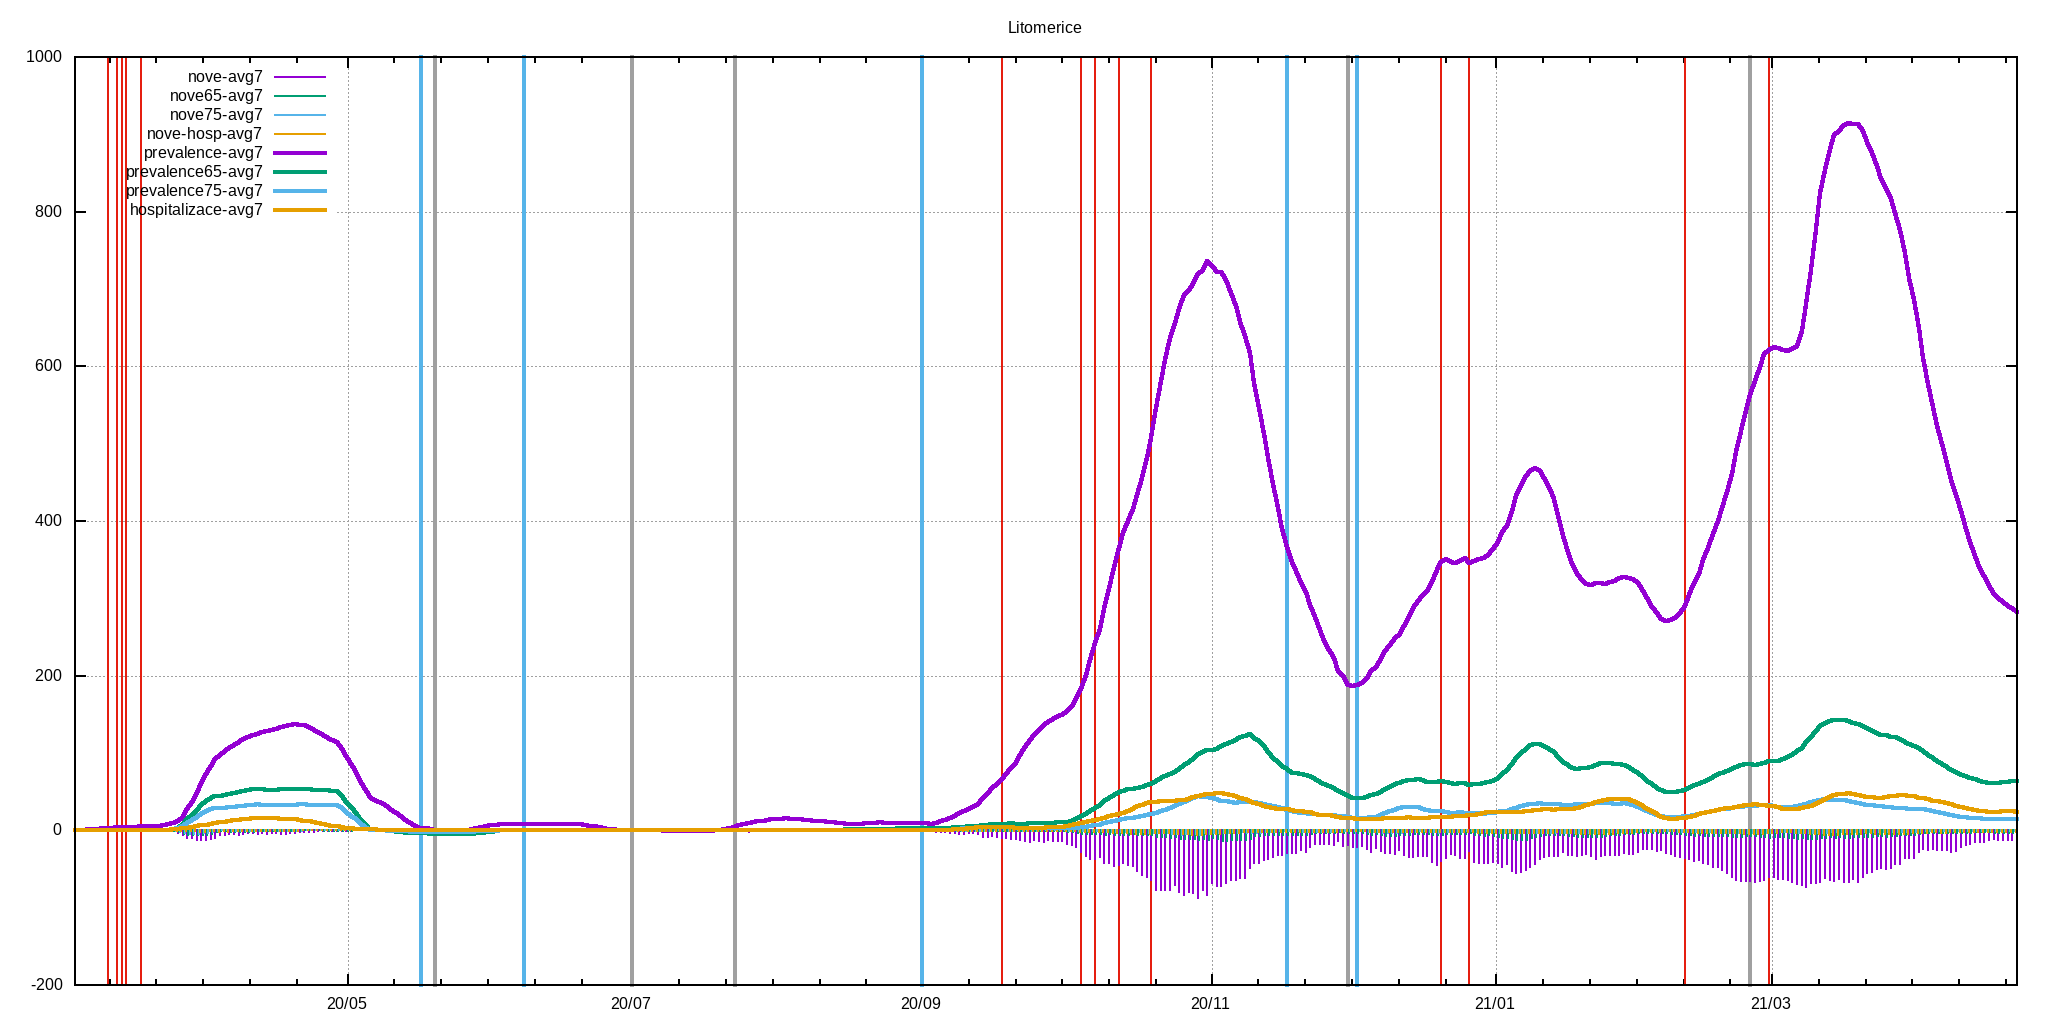 Litomerice
1000
nove-avg7
nove65-avg7
nove75-avg7
nove-hosp-avg7
prevalence-avg7
prevalence65-avg7
prevalence75-avg7
hospitalizace-avg7
800
600
400
200
0
-200
20/05 20/07 20/09 20/11 21/01 21/03